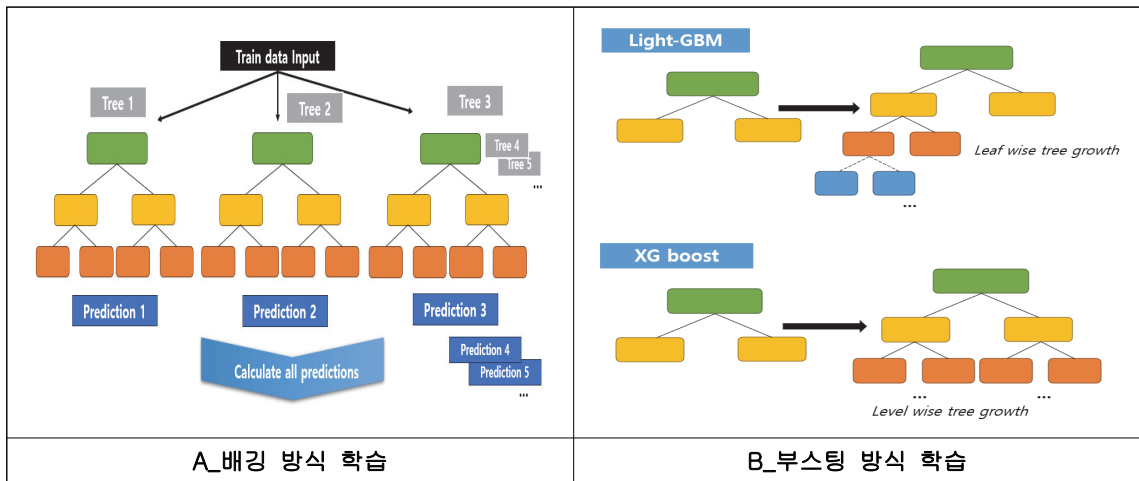 Train data Input
Tree 1
Tree 2
Tree 3
Tree 4
Tree 5
...
Prediction 1
Prediction 2
Prediction 3
Prediction 4
Prediction 5
...
Calculate all predictions
A_배깅 방식 학습
Light-GBM
Leaf wise tree growth
...
XG boost
... ...
Level wise tree growth
B_부스팅 방식 학습